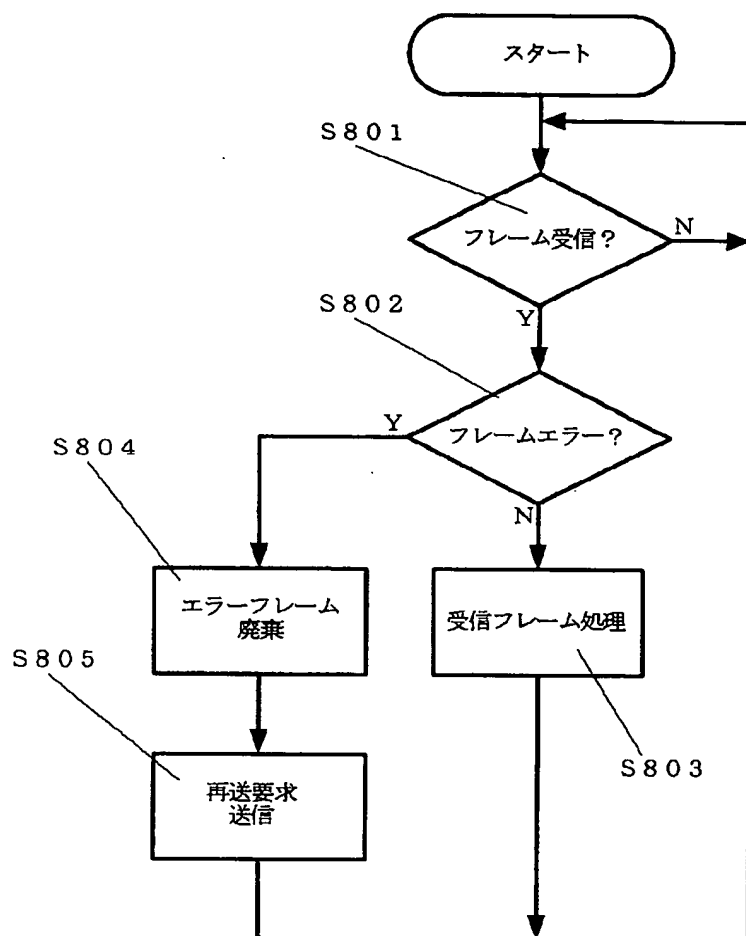 スタート
S801
フレーム受信?
N
Y
S802
フレームエラー?
Y
N
S804
エラーフレーム
廃棄
受信フレーム処理
S805
再送要求
送信
S803